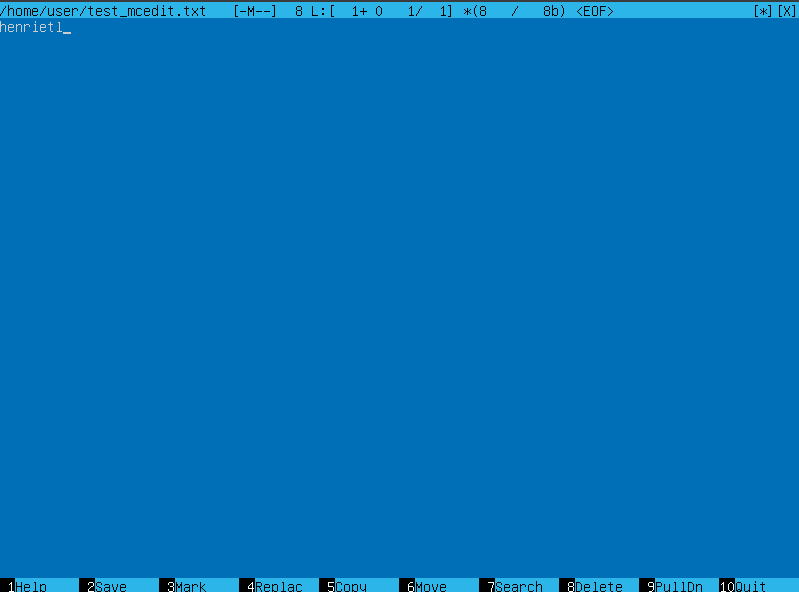 /home/user/test_mcedit.txt   [-M--]  8 L:[  1+ 0   1/  1] *(8   /   8b) <EOF>                [*][X]
henrietl_
1Help  2Save  3Mark  4Replac  5Copy  6Move  7Search  8Delete  9PullDn  10Quit